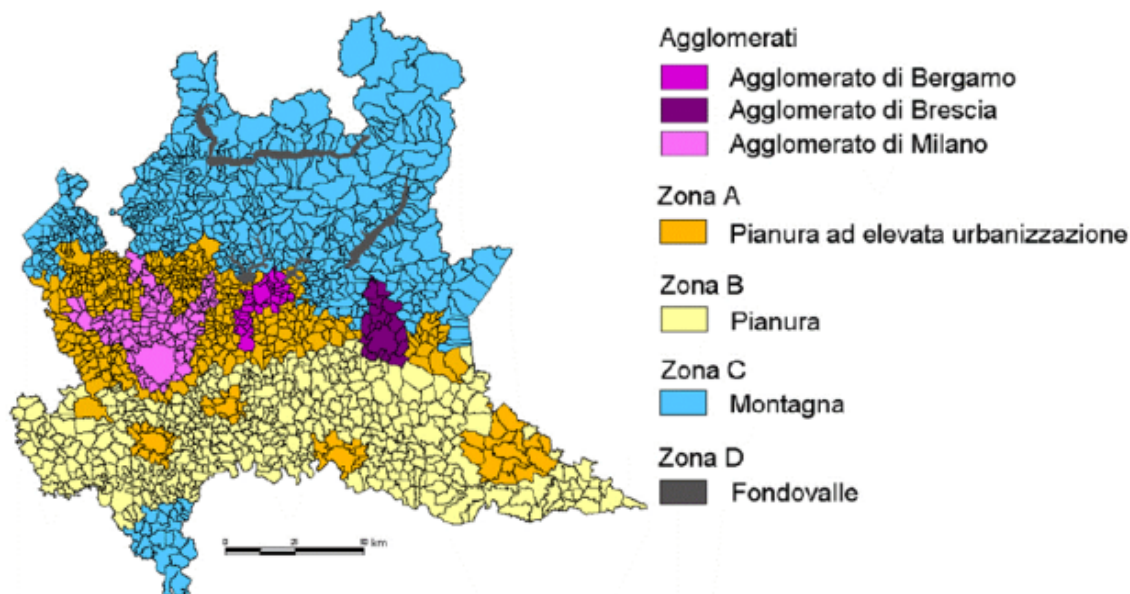 Agglomerati
Agglomerato di Bergamo
Agglomerato di Brescia
Agglomerato di Milano
Zona A
Pianura ad elevata urbanizzazione
Zona B
Pianura
Zona C
Montagna
Zona D
Fondovalle
0
km